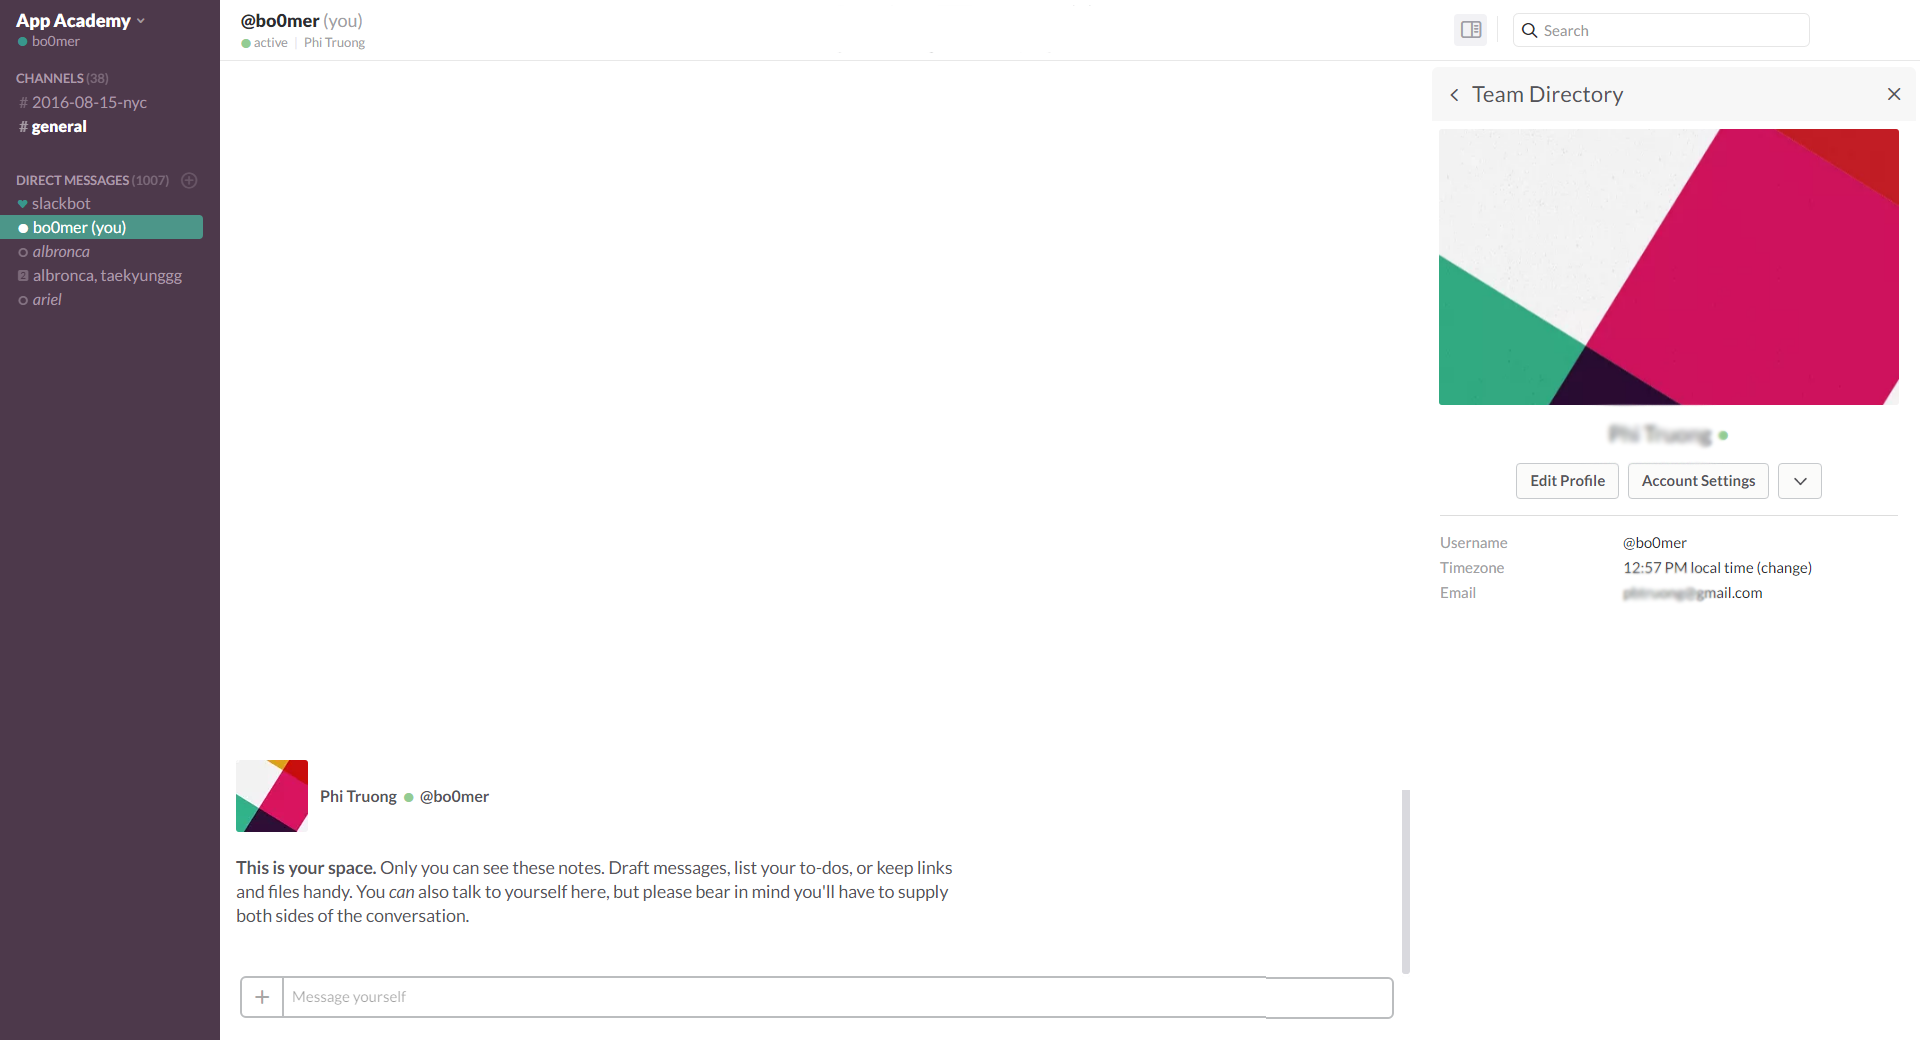 App Academy
bo0mer
CHANNELS (38)
# 2016-08-15-nyc
# general
DIRECT MESSAGES (1007)
slackbot
bo0mer (you)
albronca
2 albronca, taekyunggg
ariel
@bo0mer (you)
active | Phi Truong
Search
Phi Truong @bo0mer
This is your space. Only you can see these notes. Draft messages, list your to-dos, or keep links
and files handy. You can also talk to yourself here, but please bear in mind you'll have to supply
both sides of the conversation.
+ Message yourself
Team Directory
Edit Profile
Account Settings
Username @bo0mer
Timezone 12:57 PM local time (change)
Email gmail.com